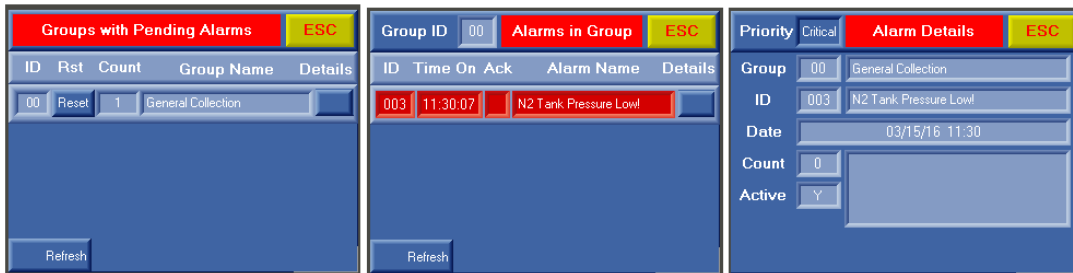 Groups with Pending Alarms ESC
ID Rst Count Group Name Details
00 Reset 1 General Collection
Refresh
Group ID 00 Alarms in Group ESC
ID Time On Ack Alarm Name Details
003 11:30:07 N2 Tank Pressure Low!
Refresh
Priority Critical Alarm Details ESC
Group 00 General Collection
ID 003 N2 Tank Pressure Low!
Date 03/15/16 11:30
Count 0
Active Y